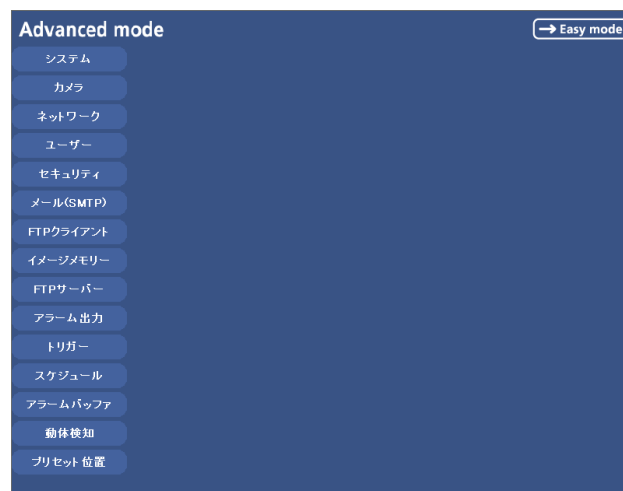 Advanced mode
→ Easy mode
システム
カメラ
ネットワーク
ユーザー
セキュリティ
メール(SMTP)
FTPクライアント
イメージメモリー
FTPサーバー
アラーム出力
トリガー
スケジュール
アラームバッファ
動体検知
プリセット位置